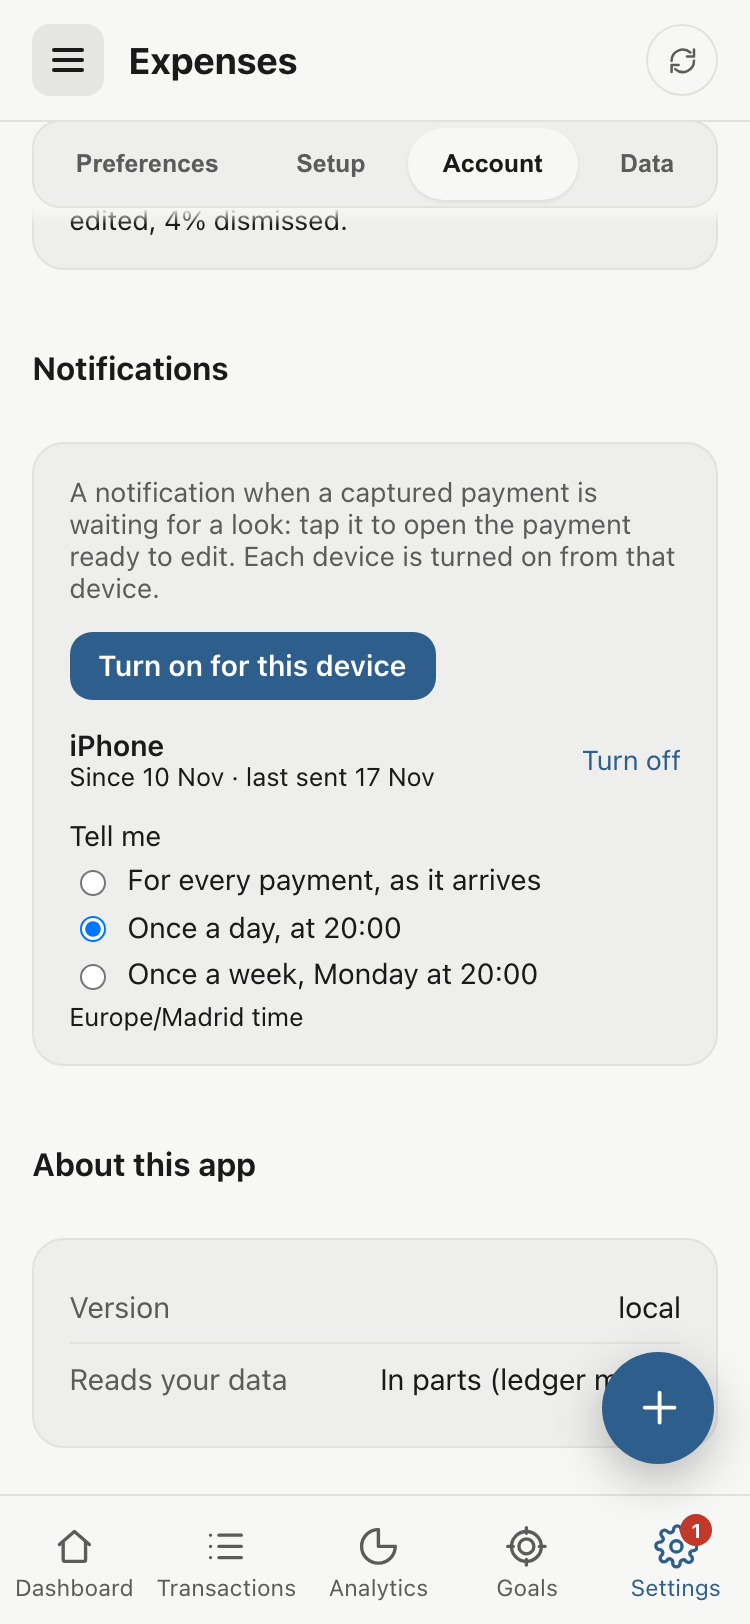 Expenses
Preferences
Setup
Account
Data
edited, 4% dismissed.
Notifications
A notification when a captured payment is
waiting for a look: tap it to open the payment
ready to edit. Each device is turned on from that
device.
Turn on for this device
iPhone
Since 10 Nov · last sent 17 Nov
Turn off
Tell me
For every payment, as it arrives
Once a day, at 20:00
Once a week, Monday at 20:00
Europe/Madrid time
About this app
Version
local
Reads your data
In parts (ledger
Dashboard
Transactions
Analytics
Goals
1
Settings